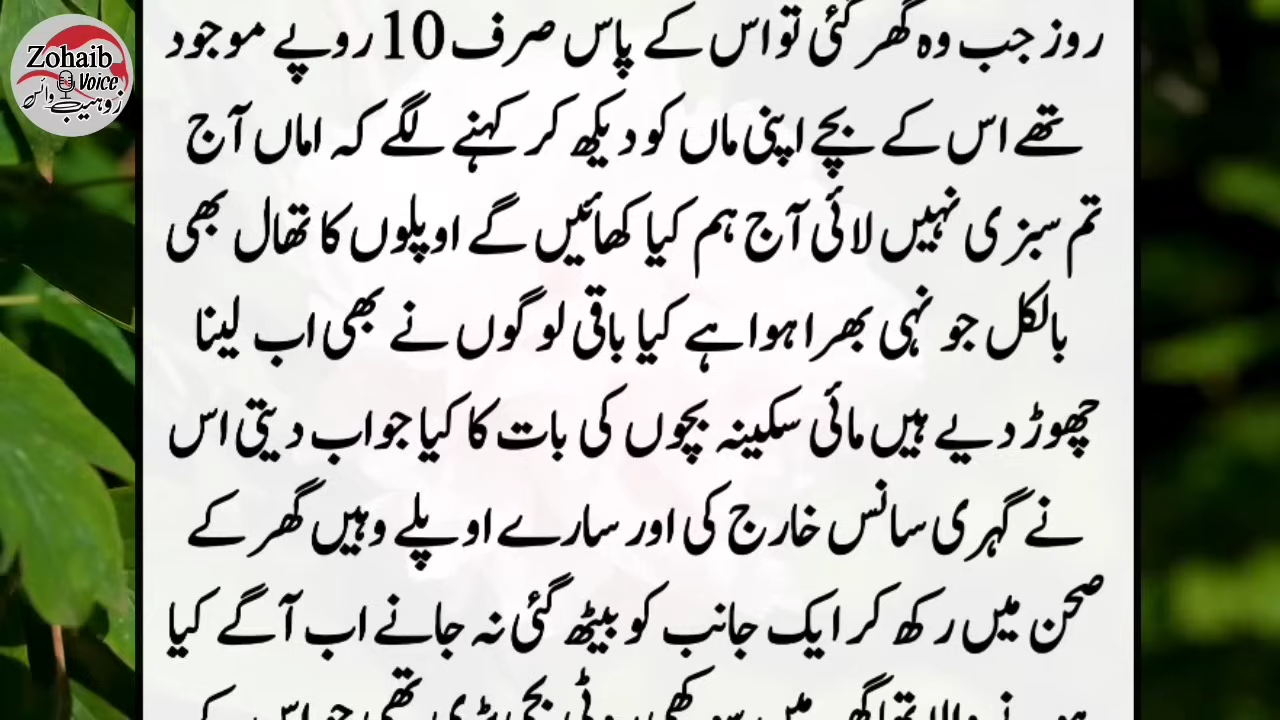 Zohaib
Voice
زوہیب وائس
روز جب وہ گھر گئی تو اس کے پاس صرف 10 روپے موجود
تھے اس کے بچے اپنی ماں کو دیکھ کر کہنے لگے کہ اماں آج
تم سبزی نہیں لائی آج ہم کیا کھائیں گے اوپلوں کا تھال بھی
بالکل جو نہی بھرا ہوا ہے کیا باقی لوگوں نے بھی اب لینا
چھوڑ دیے ہیں مائی سکینہ بچوں کی بات کا کیا جواب دیتی اس
نے گہری سانس خارج کی اور سارے اوپلے وہیں گھر کے
صحن میں رکھ کر ایک جانب کو بیٹھ گئی نہ جانے اب آگے کیا